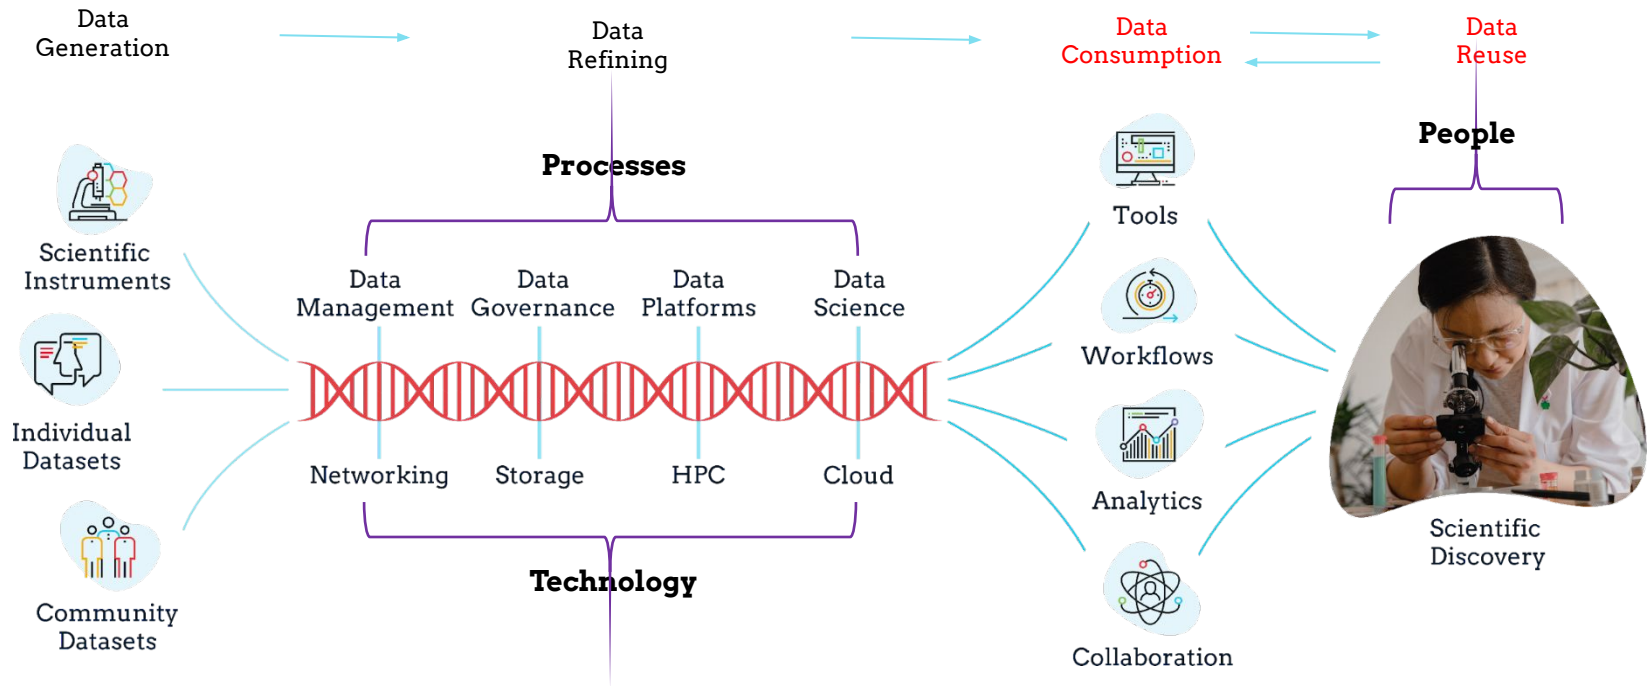 Data
Generation
Data
Refining
Data
Consumption
Data
Reuse
Processes
People
Scientific
Instruments
Individual
Datasets
Community
Datasets
Data
Management
Data
Governance
Data
Platforms
Data
Science
Networking
Storage
HPC
Cloud
Technology
Tools
Workflows
Analytics
Collaboration
Scientific
Discovery